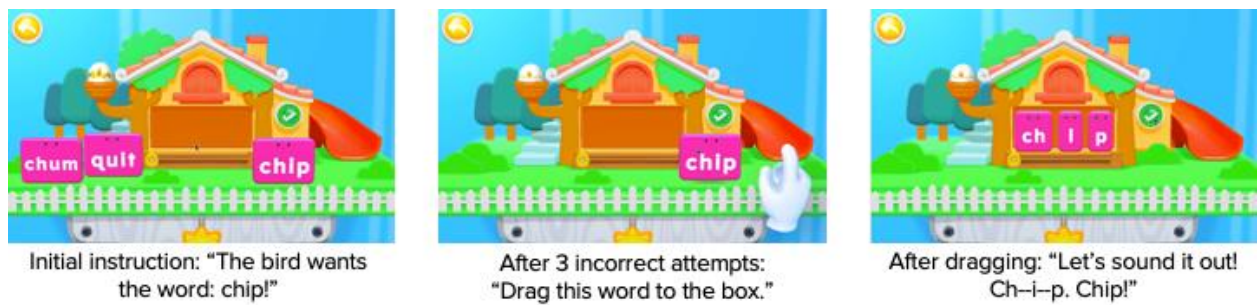 chum
quit
chip
chip
ch
i
p
Initial instruction: “The bird wants
the word: chip!”
After 3 incorrect attempts:
“Drag this word to the box.”
After dragging: “Let’s sound it out!
Ch--i--p. Chip!”